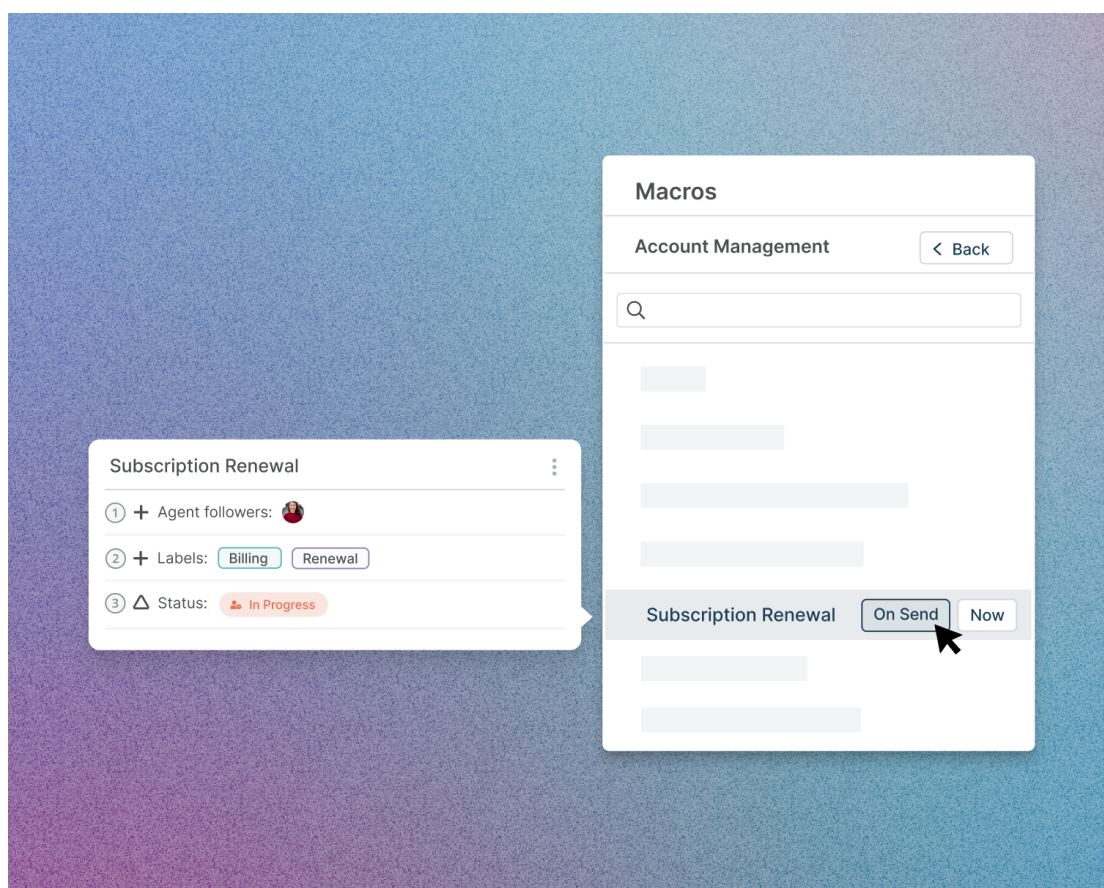 Macros
Account Management
Back
Subscription Renewal
1 Agent followers:
2 Labels: Billing Renewal
3 Status: In Progress
Subscription Renewal On Send Now